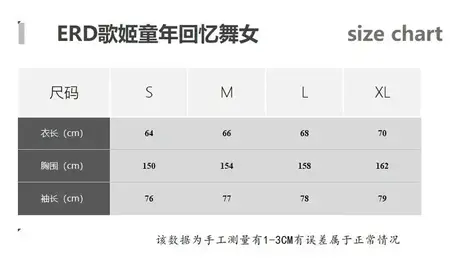 ERD歌姬童年回忆舞女 size chart
尺码 S M L XL
衣长（cm） 64 66 68 70
胸围（cm） 150 154 158 162
袖长（cm） 76 77 78 79
该数据为手工测量有1-3CM有误差属于正常情况